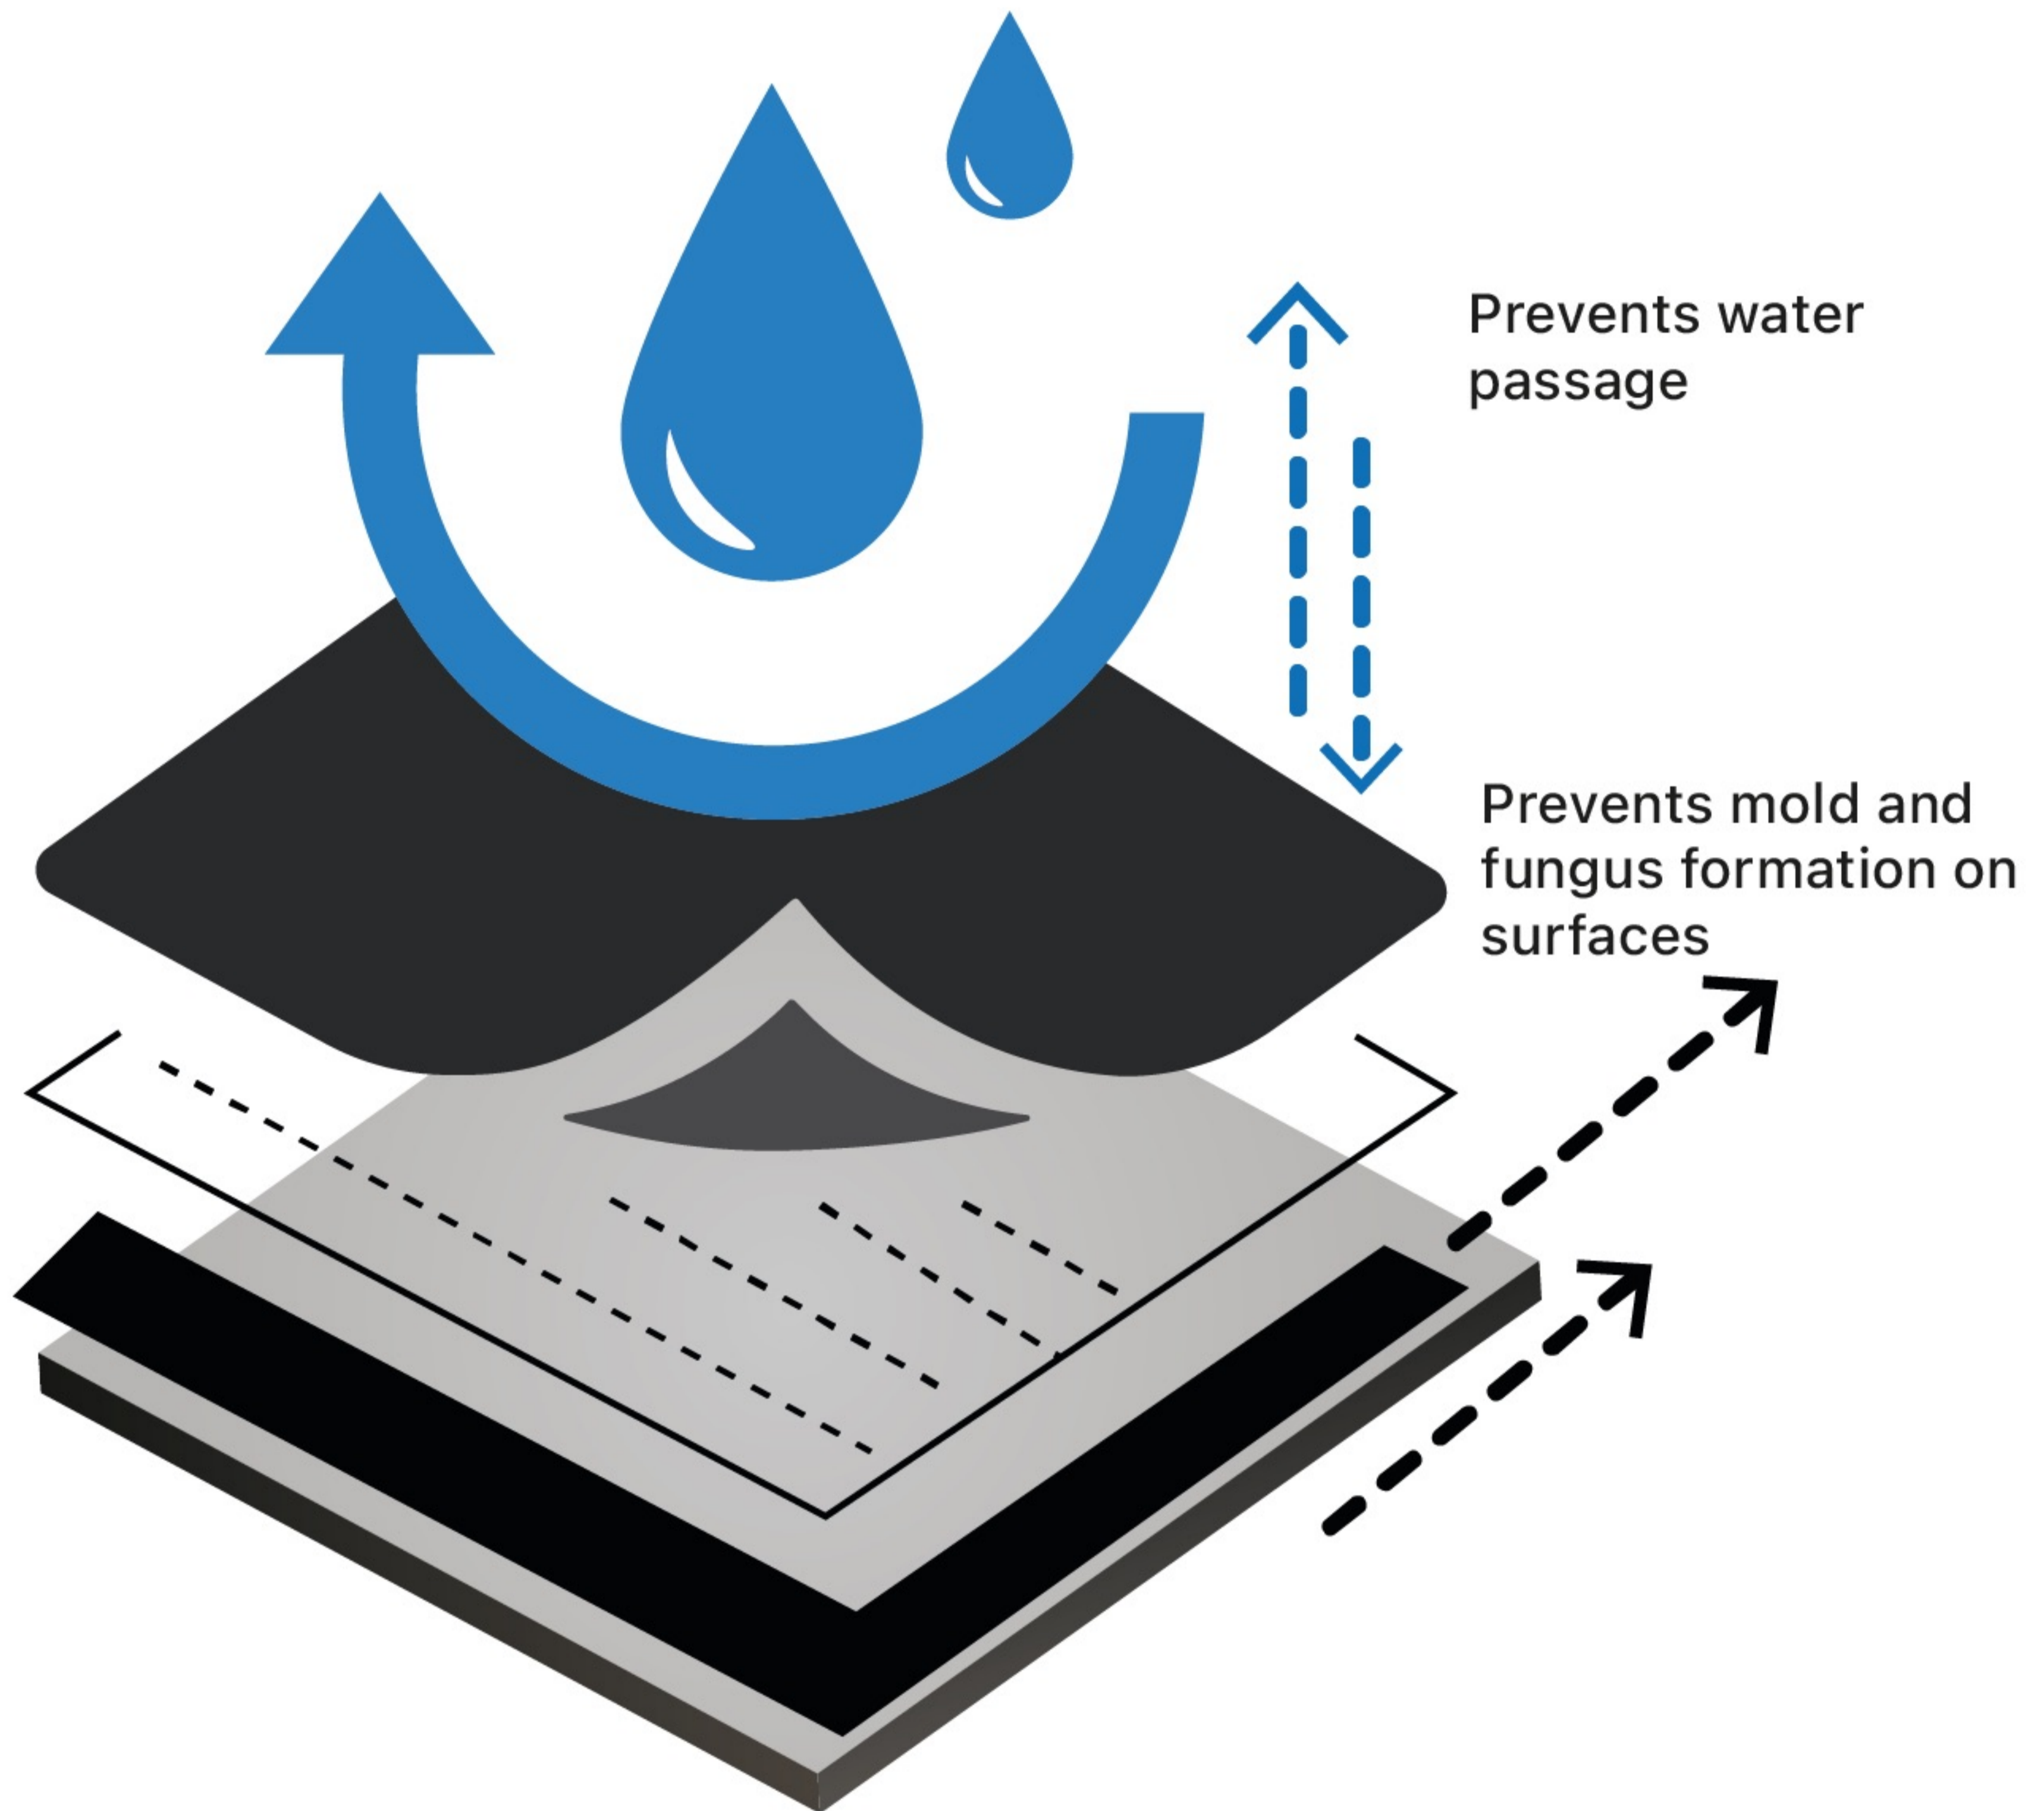 Prevents water
passage
Prevents mold and
fungus formation on
surfaces